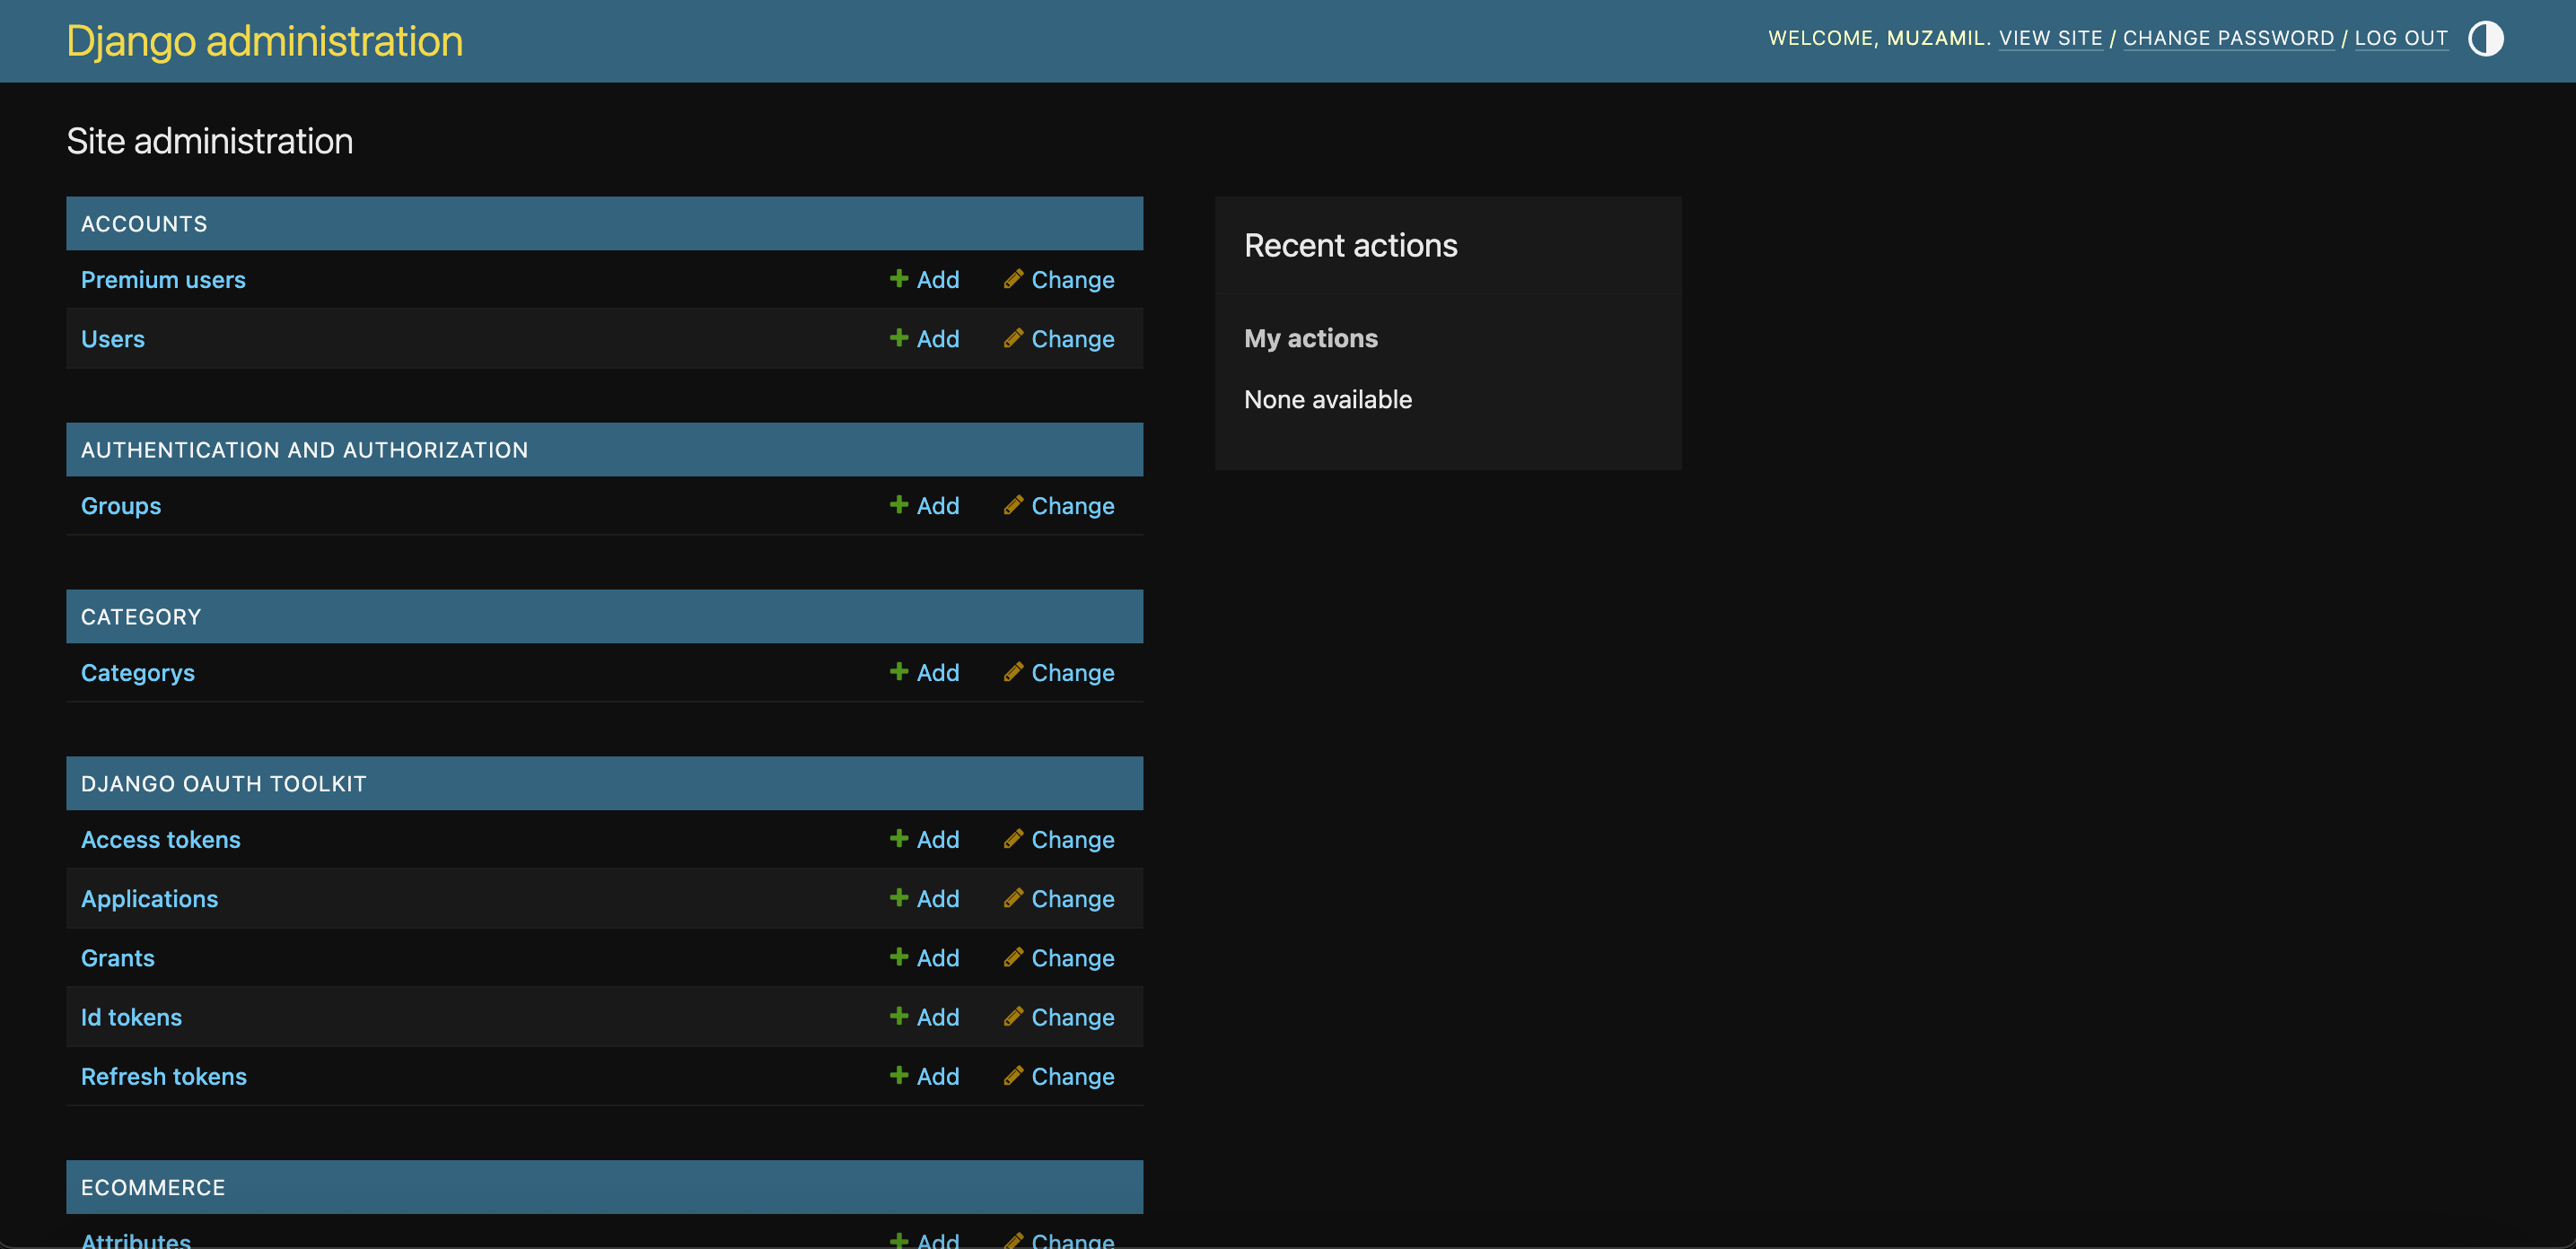 Django administration
WELCOME, MUZAMIL. VIEW SITE / CHANGE PASSWORD / LOG OUT
Site administration
ACCOUNTS
Premium users Add Change
Users Add Change
AUTHENTICATION AND AUTHORIZATION
Groups Add Change
CATEGORY
Categorys Add Change
DJANGO OAUTH TOOLKIT
Access tokens Add Change
Applications Add Change
Grants Add Change
Id tokens Add Change
Refresh tokens Add Change
ECOMMERCE
Attributes Add Change
Recent actions
My actions
None available